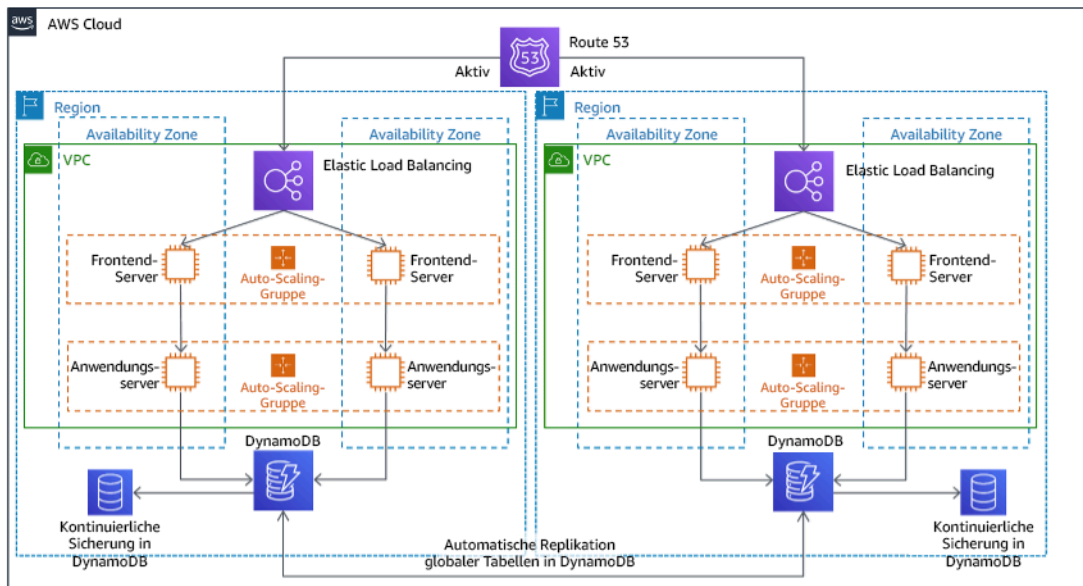 aws
AWS Cloud
53
Route 53
Aktiv
Aktiv
Region
Availability Zone
Availability Zone
VPC
Elastic Load Balancing
Frontend-
Server
Auto-Scaling-
Gruppe
Frontend-
Server
Anwendungs-
server
Auto-Scaling-
Gruppe
Anwendungs-
server
DynamoDB
Kontinuierliche
Sicherung in
DynamoDB
Region
Availability Zone
Availability Zone
VPC
Elastic Load Balancing
Frontend-
Server
Auto-Scaling-
Gruppe
Frontend-
Server
Anwendungs-
server
Auto-Scaling-
Gruppe
Anwendungs-
server
DynamoDB
Kontinuierliche
Sicherung in
DynamoDB
Automatische Replikation
globaler Tabellen in DynamoDB